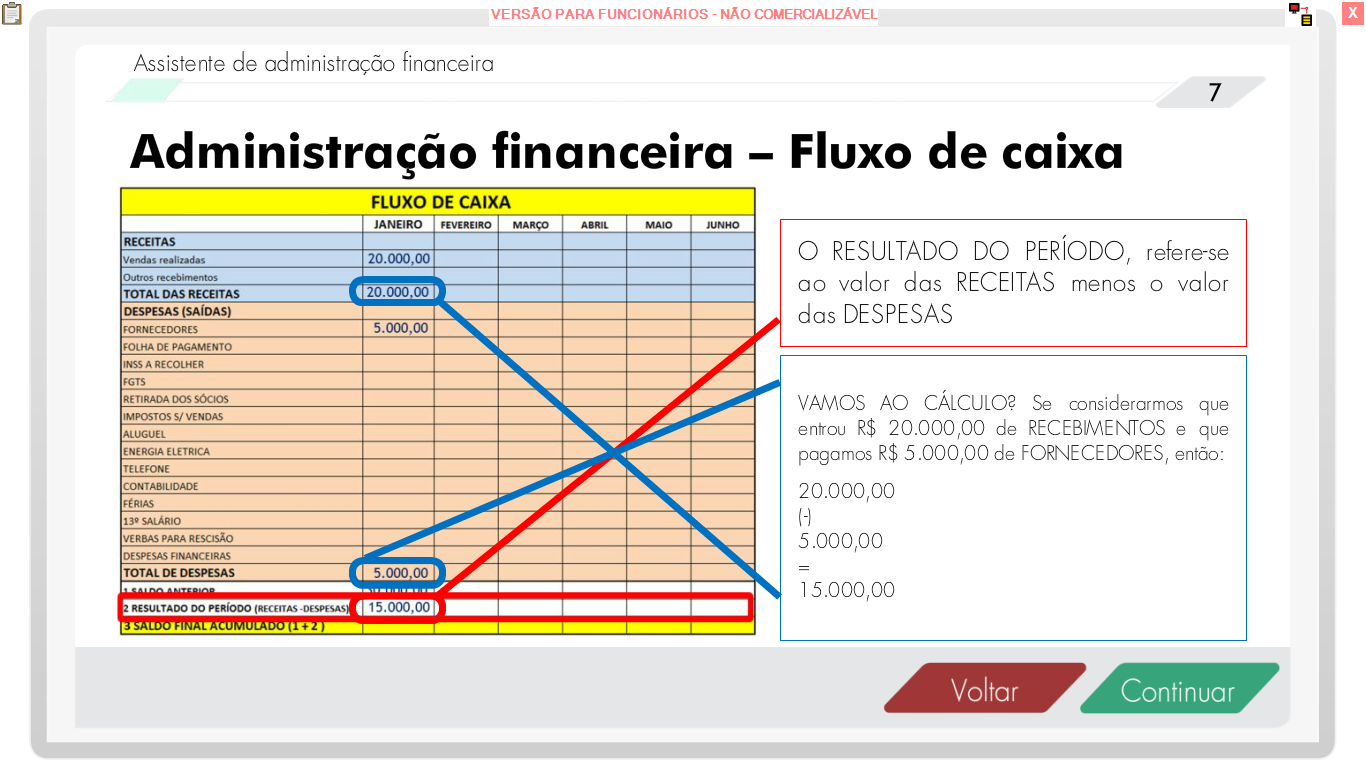 VERSÃO PARA FUNCIONÁRIOS - NÃO COMERCIALIZÁVEL
X
Assistente de administração financeira
7
Administração financeira – Fluxo de caixa
FLUXO DE CAIXA
JANEIRO FEVEREIRO MARÇO ABRIL MAIO JUNHO
RECEITAS
Vendas realizadas 20.000,00
Outros recebimentos
TOTAL DAS RECEITAS 20.000,00
DESPESAS (SAÍDAS)
FORNECEDORES 5.000,00
FOLHA DE PAGAMENTO
INSS A RECOLHER
FGTS
RETIRADA DOS SÓCIOS
IMPOSTOS S/ VENDAS
ALUGUEL
ENERGIA ELETRICA
TELEFONE
CONTABILIDADE
FÉRIAS
13º SALÁRIO
VERBAS PARA RESCISÃO
DESPESAS FINANCEIRAS
TOTAL DE DESPESAS 5.000,00
1 SALDO ANTERIOR
2 RESULTADO DO PERÍODO (RECEITAS -DESPESAS) 15.000,00
3 SALDO FINAL ACUMULADO (1 + 2 )
O RESULTADO DO PERÍODO, refere-se
ao valor das RECEITAS menos o valor
das DESPESAS
VAMOS AO CÁLCULO? Se considerarmos que
entrou R$ 20.000,00 de RECEBIMENTOS e que
pagamos R$ 5.000,00 de FORNECEDORES, então:
20.000,00
(-)
5.000,00
=
15.000,00
Voltar
Continuar